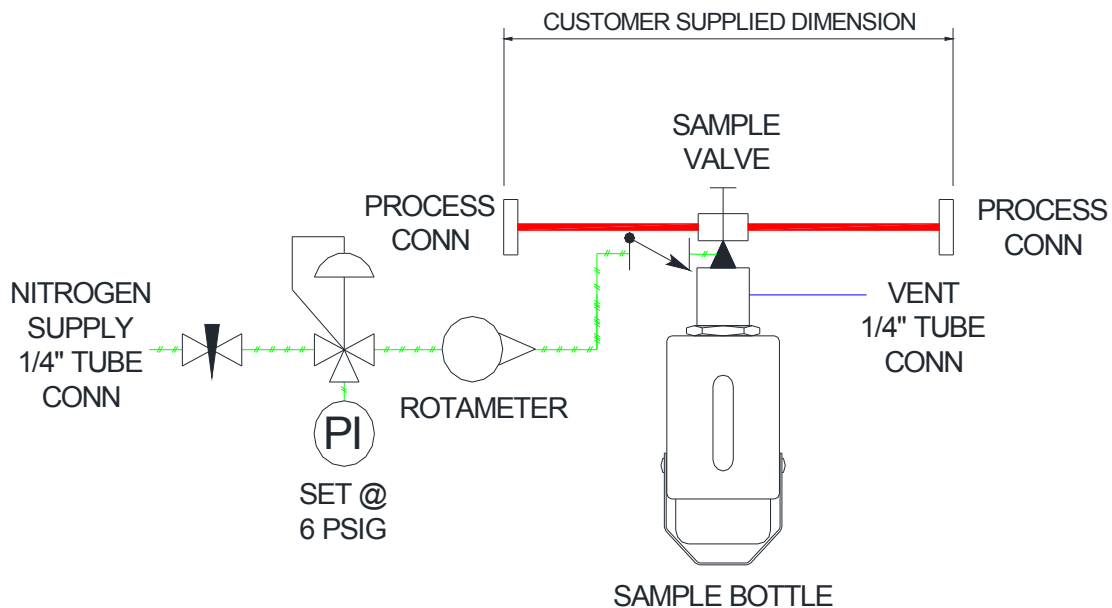 CUSTOMER SUPPLIED DIMENSION
SAMPLE
VALVE
PROCESS
CONN
PROCESS
CONN
NITROGEN
SUPPLY
1/4" TUBE
CONN
VENT
1/4" TUBE
CONN
ROTAMETER
PI
SET @
6 PSIG
SAMPLE BOTTLE